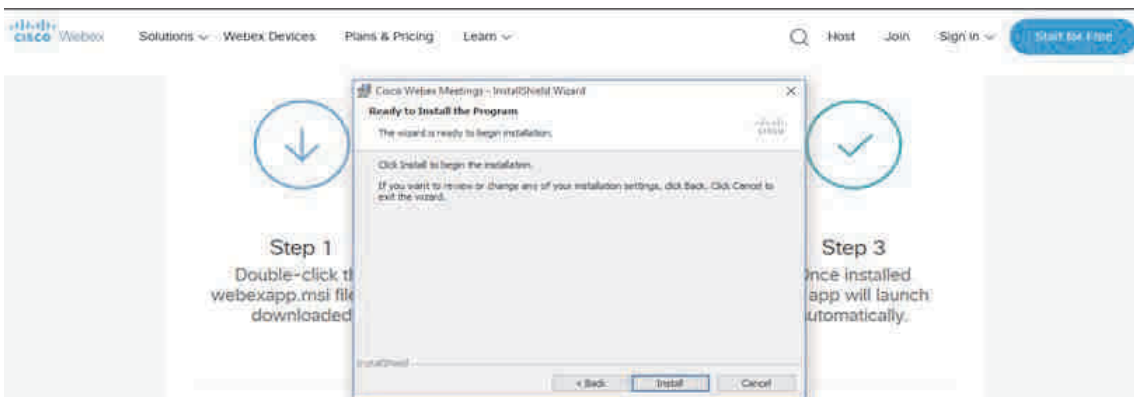 CISCO Webex Solutions Webex Devices Plans & Pricing Learn Host Join Sign in Start for Free
Cisco Webex Meetings - InstallShield Wizard
Ready to Install the Program
The wizard is ready to begin installation.
CISCO
Click Install to begin the installation.
If you want to review or change any of your installation settings, click Back. Click Cancel to
exit the wizard.
Step 1
Double-click th
webexapp.msi file
downloaded
Step 3
Once installed
app will launch
utomatically.
InstallShield
< Back Install Cancel